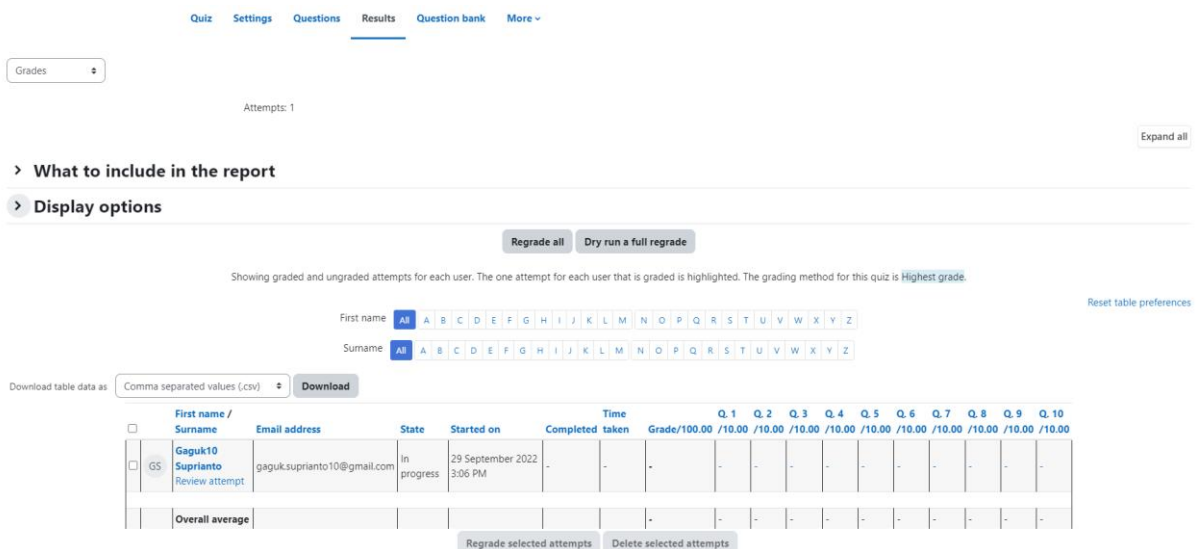 Quiz Settings Questions Results Question bank More
Grades
Attempts: 1
Expand all
What to include in the report
Display options
Regrade all Dry run a full regrade
Showing graded and ungraded attempts for each user. The one attempt for each user that is graded is highlighted. The grading method for this quiz is Highest grade.
Reset table preferences
First name All A B C D E F G H I J K L M N O P Q R S T U V W X Y Z
Surname All A B C D E F G H I J K L M N O P Q R S T U V W X Y Z
Download table data as Comma separated values (.csv) Download
First name / Time Q. 1 Q. 2 Q. 3 Q. 4 Q. 5 Q. 6 Q. 7 Q. 8 Q. 9 Q. 10
Surname Email address State Started on Completed taken Grade/100.00 /10.00 /10.00 /10.00 /10.00 /10.00 /10.00 /10.00 /10.00 /10.00 /10.00
Gaguk10 In 29 September 2022
GS Suprianto gaguk.suprianto10@gmail.com progress 3:06 PM - - - - - - - - - - - - -
Review attempt
Overall average - - - - - - - - - - -
Regrade selected attempts Delete selected attempts